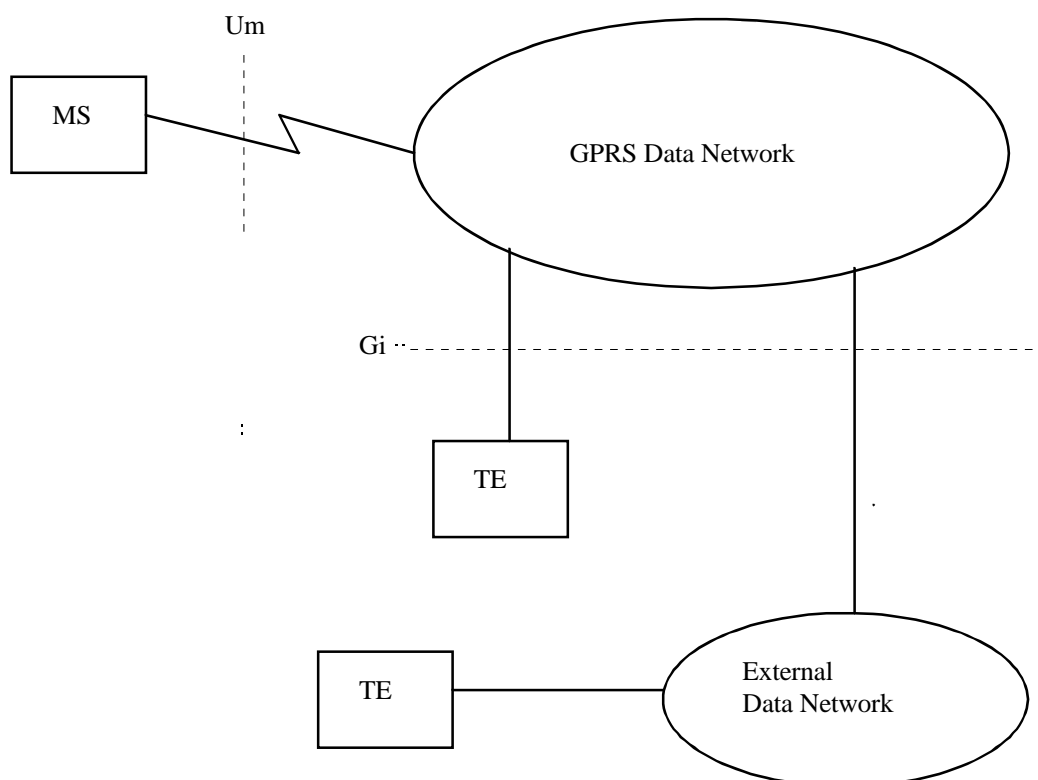 Um
MS
GPRS Data Network
Gi
TE
TE
External
Data Network